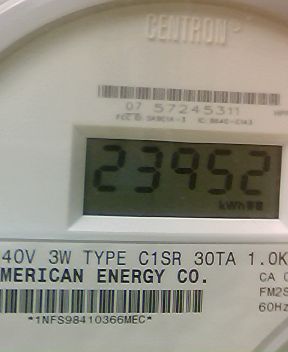 CENTRON
07 57245311
23952
kWh
40V 3W TYPE C1SR 30TA 1.0K
MERICAN ENERGY CO.
CA
FM2S
60Hz
*1NFS98410366MEC*